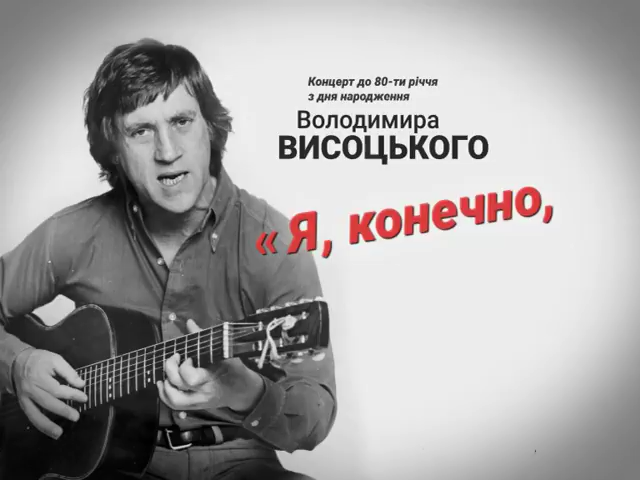 Концерт до 80-ти річчя
з дня народження
Володимира
ВИСОЦЬКОГО
« Я, конечно,